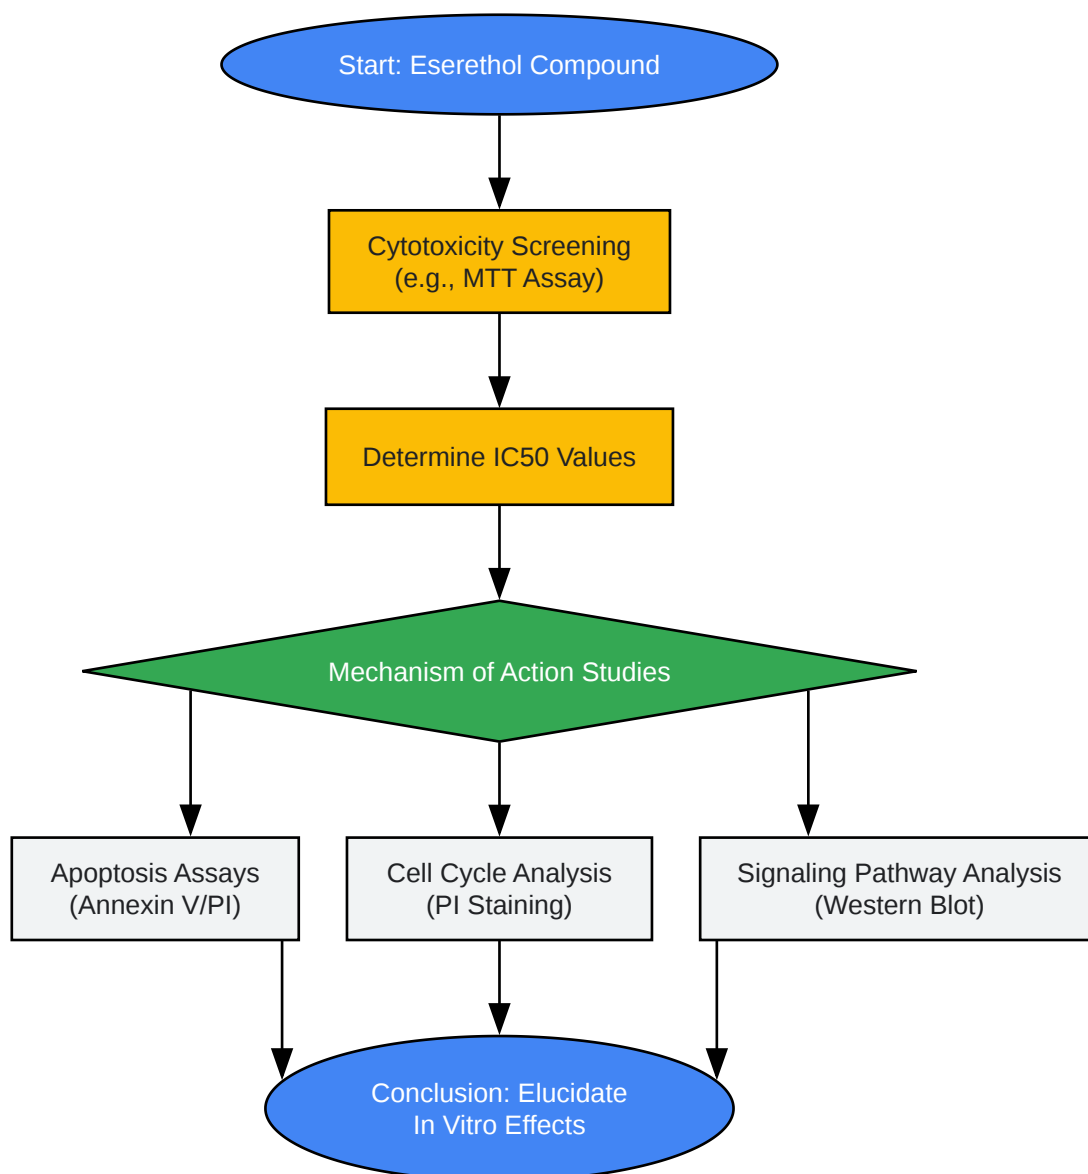 Start: Eserethol Compound
Cytotoxicity Screening
(e.g., MTT Assay)
Determine IC50 Values
Mechanism of Action Studies
Apoptosis Assays
(Annexin V/PI)
Cell Cycle Analysis
(PI Staining)
Signaling Pathway Analysis
(Western Blot)
Conclusion: Elucidate
In Vitro Effects